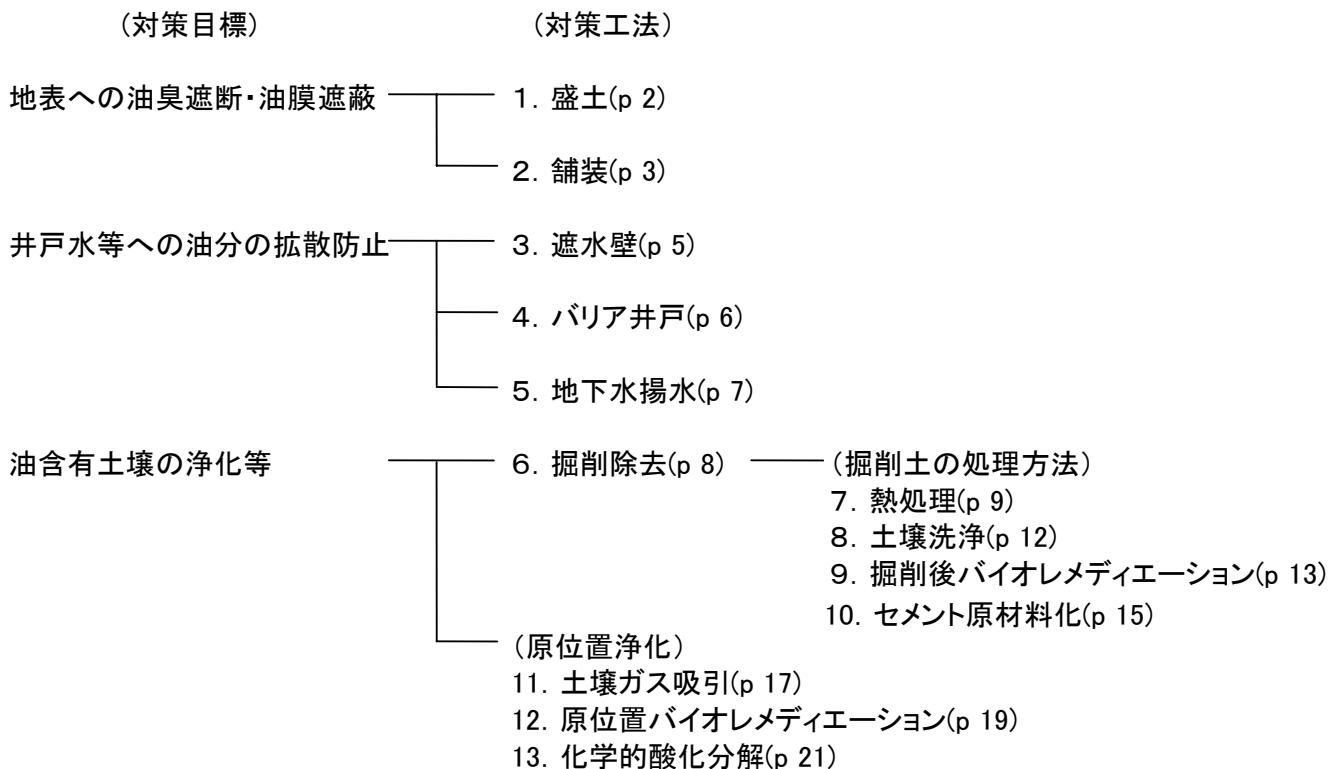 （対策目標） （対策工法）
地表への油臭遮断・油膜遮蔽 1．盛土(p 2)
2．舗装(p 3)
井戸水等への油分の拡散防止 3．遮水壁(p 5)
4．バリア井戸(p 6)
5．地下水揚水(p 7)
油含有土壌の浄化等 6．掘削除去(p 8) （掘削土の処理方法）
7．熱処理(p 9)
8．土壌洗浄(p 12)
9．掘削後バイオレメディエーション(p 13)
10．セメント原材料化(p 15)
（原位置浄化）
11．土壌ガス吸引(p 17)
12．原位置バイオレメディエーション(p 19)
13．化学的酸化分解(p 21)